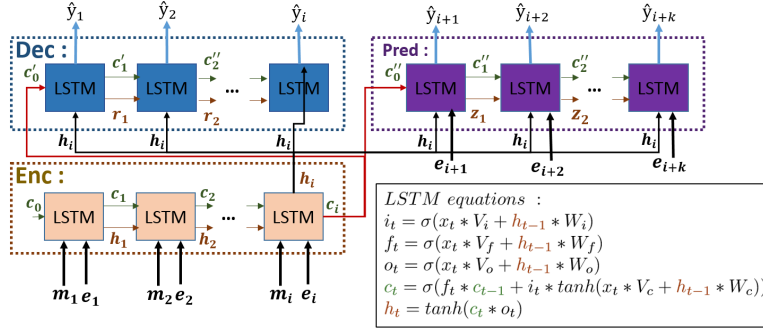 ŷ₁ ŷ₂ ŷᵢ ŷᵢ₊₁ ŷᵢ₊₂ ŷᵢ₊ₖ
Dec :
Pred :
c′₀ LSTM c′₁ LSTM c′′₂ ... LSTM c′′₀ LSTM c′′₁ LSTM c′′₂ ... LSTM
r₁ r₂ z₁ z₂
hᵢ hᵢ hᵢ hᵢ hᵢ
eᵢ₊₁ eᵢ₊₂ eᵢ₊ₖ
Enc :
hᵢ
c₀ LSTM c₁ LSTM c₂ ... LSTM cᵢ
h₁ h₂
m₁ e₁ m₂ e₂ mᵢ eᵢ
LSTM equations :
iₜ = σ(xₜ * Vᵢ + hₜ₋₁ * Wᵢ)
fₜ = σ(xₜ * V_f + hₜ₋₁ * W_f)
oₜ = σ(xₜ * Vₒ + hₜ₋₁ * Wₒ)
cₜ = σ(fₜ * cₜ₋₁ + iₜ * tanh(xₜ * V_c + hₜ₋₁ * W_c))
hₜ = tanh(cₜ * oₜ)